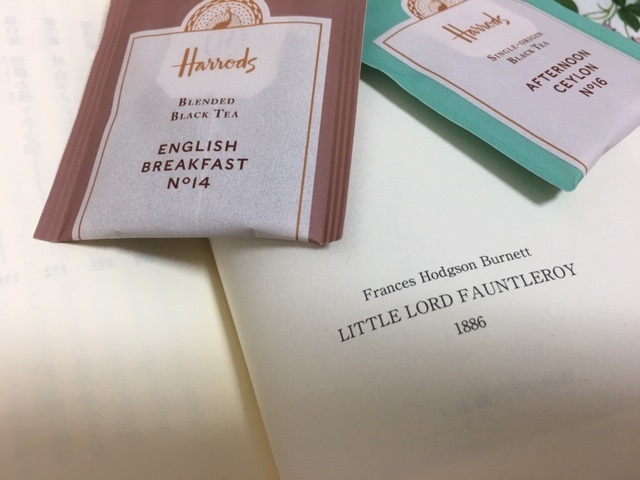 Harrods
BLENDED
BLACK TEA
ENGLISH
BREAKFAST
Nº14
Harrods
SINGLE-ORIGIN
BLACK TEA
AFTERNOON
CEYLON
Nº16
Frances Hodgson Burnett
LITTLE LORD FAUNTLEROY
1886